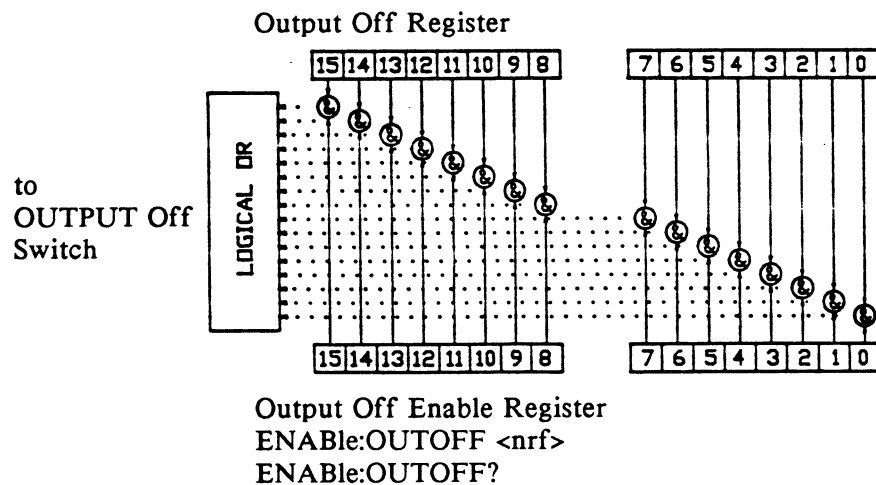 Output Off Register
15 14 13 12 11 10 9 8 7 6 5 4 3 2 1 0
& & & & & & & & & & & & & & & &
LOGICAL OR
to
OUTPUT Off
Switch
15 14 13 12 11 10 9 8 7 6 5 4 3 2 1 0
Output Off Enable Register
ENABle:OUTOFF <nrf>
ENABle:OUTOFF?